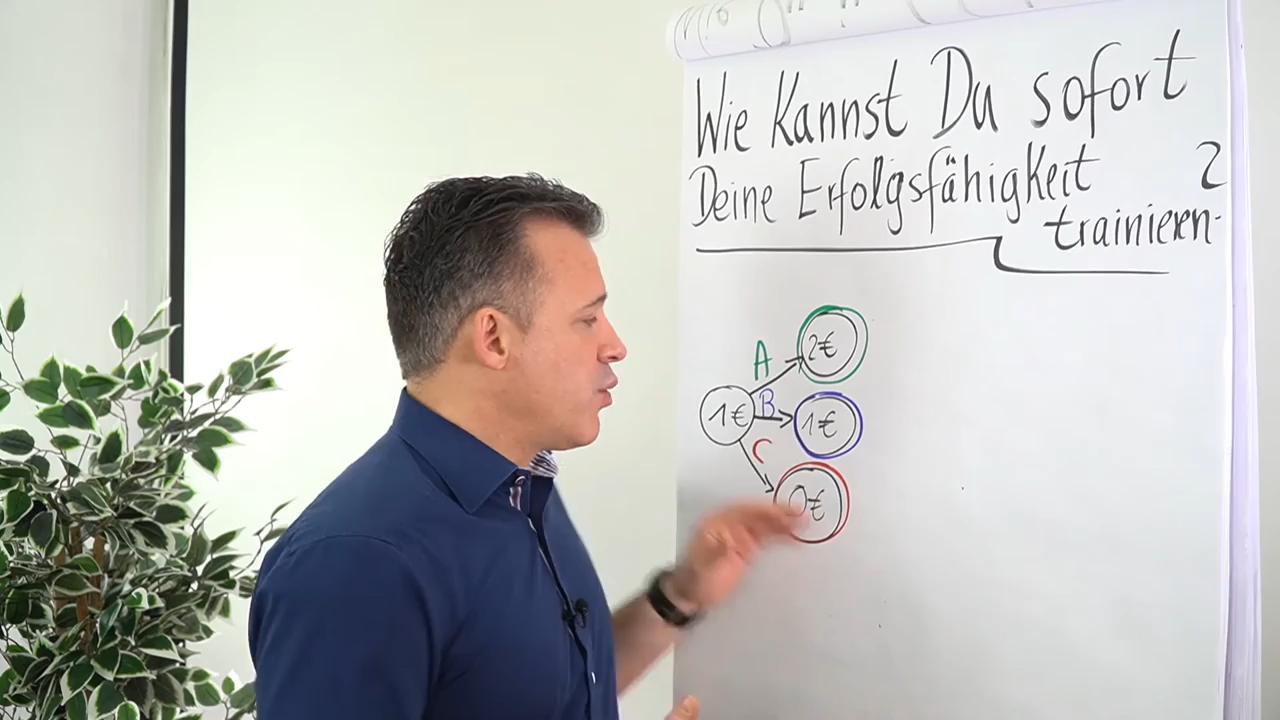 Wie Kannst Du sofort
Deine Erfolgsfähigkeit ?
trainieren
A
2€
1€
B
1€
C
0€